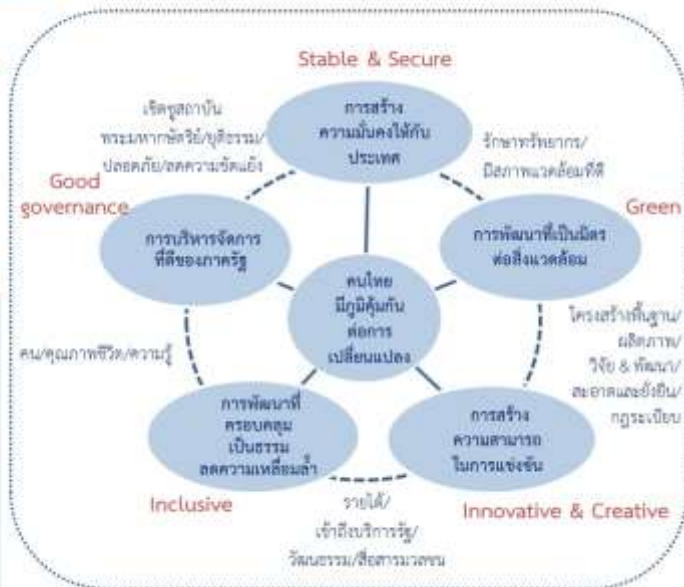 Stable & Secure
การสร้าง
ความมั่นคงให้กับ
ประเทศ
เชิดชูสถาบัน
พระมหากษัตริย์/ยุติธรรม/
ปลอดภัย/ลดความขัดแย้ง
รักษาทรัพยากร/
มีสภาพแวดล้อมที่ดี
Good
governance
Green
การบริหารจัดการ
ที่ดีของภาครัฐ
การพัฒนาที่เป็นมิตร
ต่อสิ่งแวดล้อม
คนไทย
มีภูมิคุ้มกัน
ต่อการ
เปลี่ยนแปลง
คน/คุณภาพชีวิต/ความรู้
โครงสร้างพื้นฐาน/
ผลิตภาพ/
วิจัย & พัฒนา/
สะอาดและยั่งยืน/
กฎระเบียบ
การพัฒนาที่
ครอบคลุม
เป็นธรรม
ลดความเหลื่อมล้ำ
การสร้าง
ความสามารถ
ในการแข่งขัน
Inclusive
รายได้/
เข้าถึงบริการรัฐ/
วัฒนธรรม/สื่อสารมวลชน
Innovative & Creative